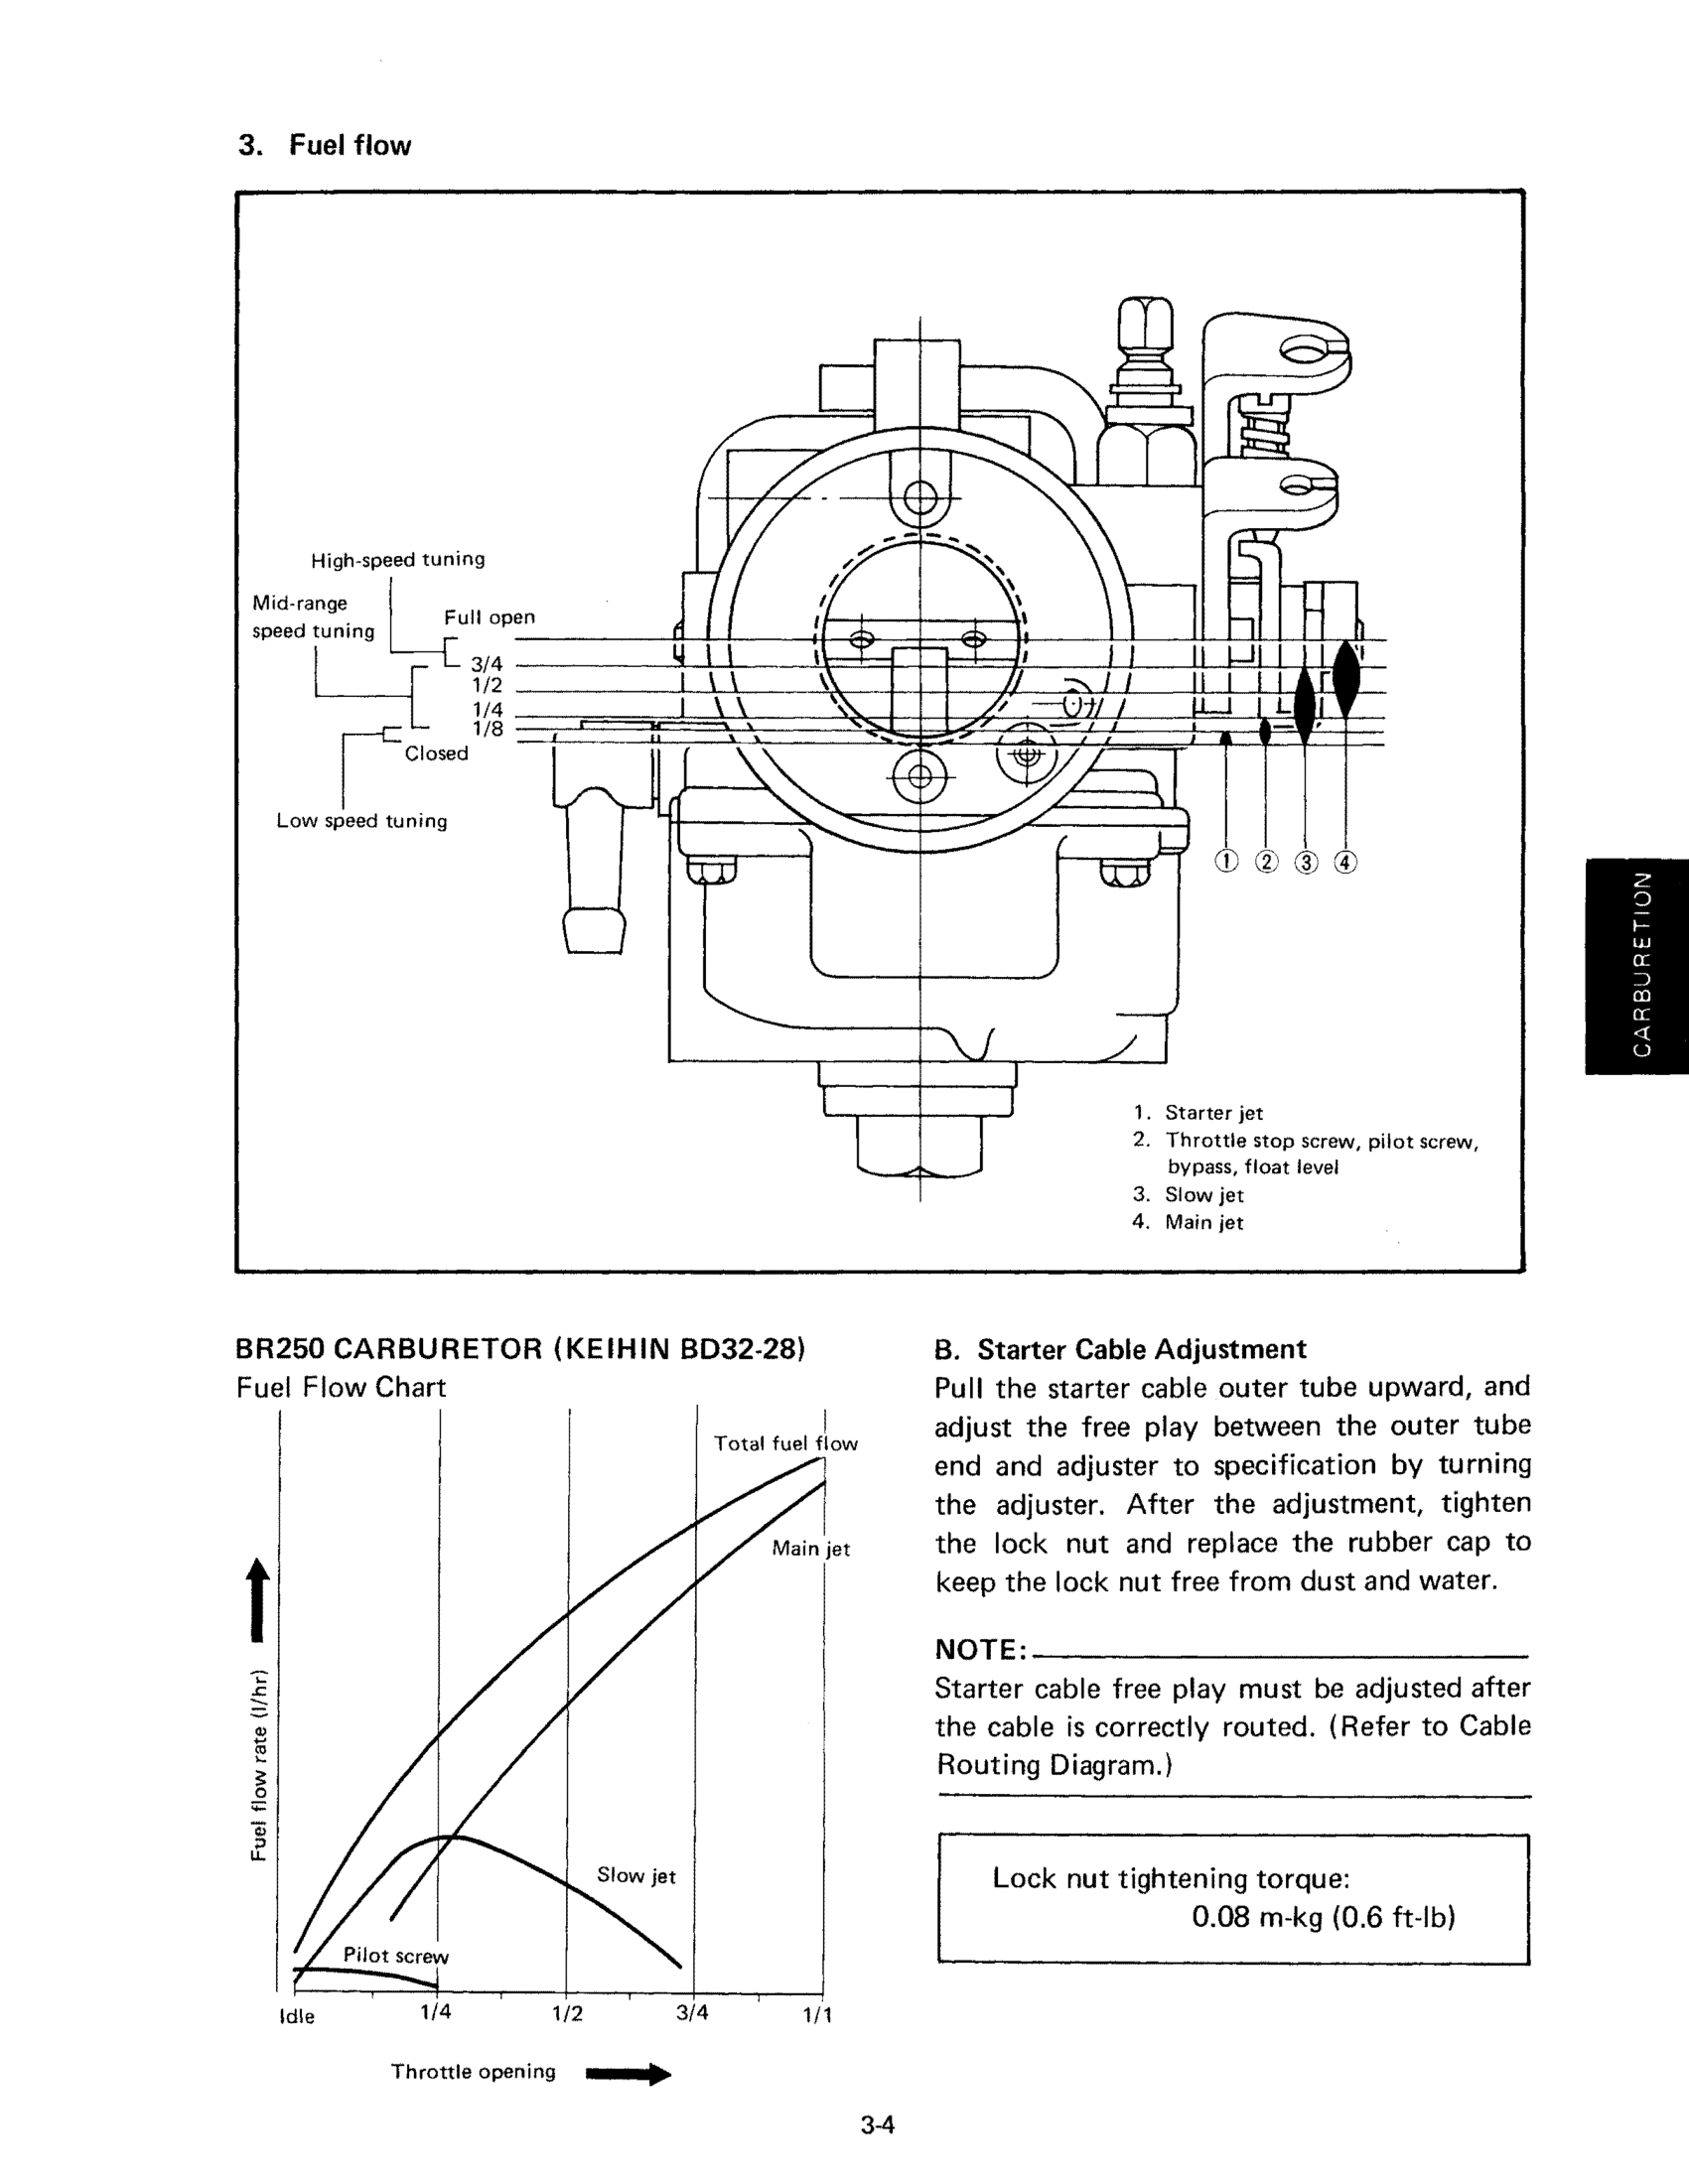 3. Fuel flow
High-speed tuning
Mid-range
speed tuning
Full open
3/4
1/2
1/4
1/8
Closed
Low speed tuning
① ② ③ ④
1. Starter jet
2. Throttle stop screw, pilot screw,
bypass, float level
3. Slow jet
4. Main jet
CARBURETION
BR250 CARBURETOR (KEIHIN BD32-28)
Fuel Flow Chart
Total fuel flow
Main jet
Slow jet
Pilot screw
Fuel flow rate (l/hr)
Idle 1/4 1/2 3/4 1/1
Throttle opening
B. Starter Cable Adjustment
Pull the starter cable outer tube upward, and
adjust the free play between the outer tube
end and adjuster to specification by turning
the adjuster. After the adjustment, tighten
the lock nut and replace the rubber cap to
keep the lock nut free from dust and water.
NOTE:
Starter cable free play must be adjusted after
the cable is correctly routed. (Refer to Cable
Routing Diagram.)
Lock nut tightening torque:
0.08 m-kg (0.6 ft-lb)
3-4